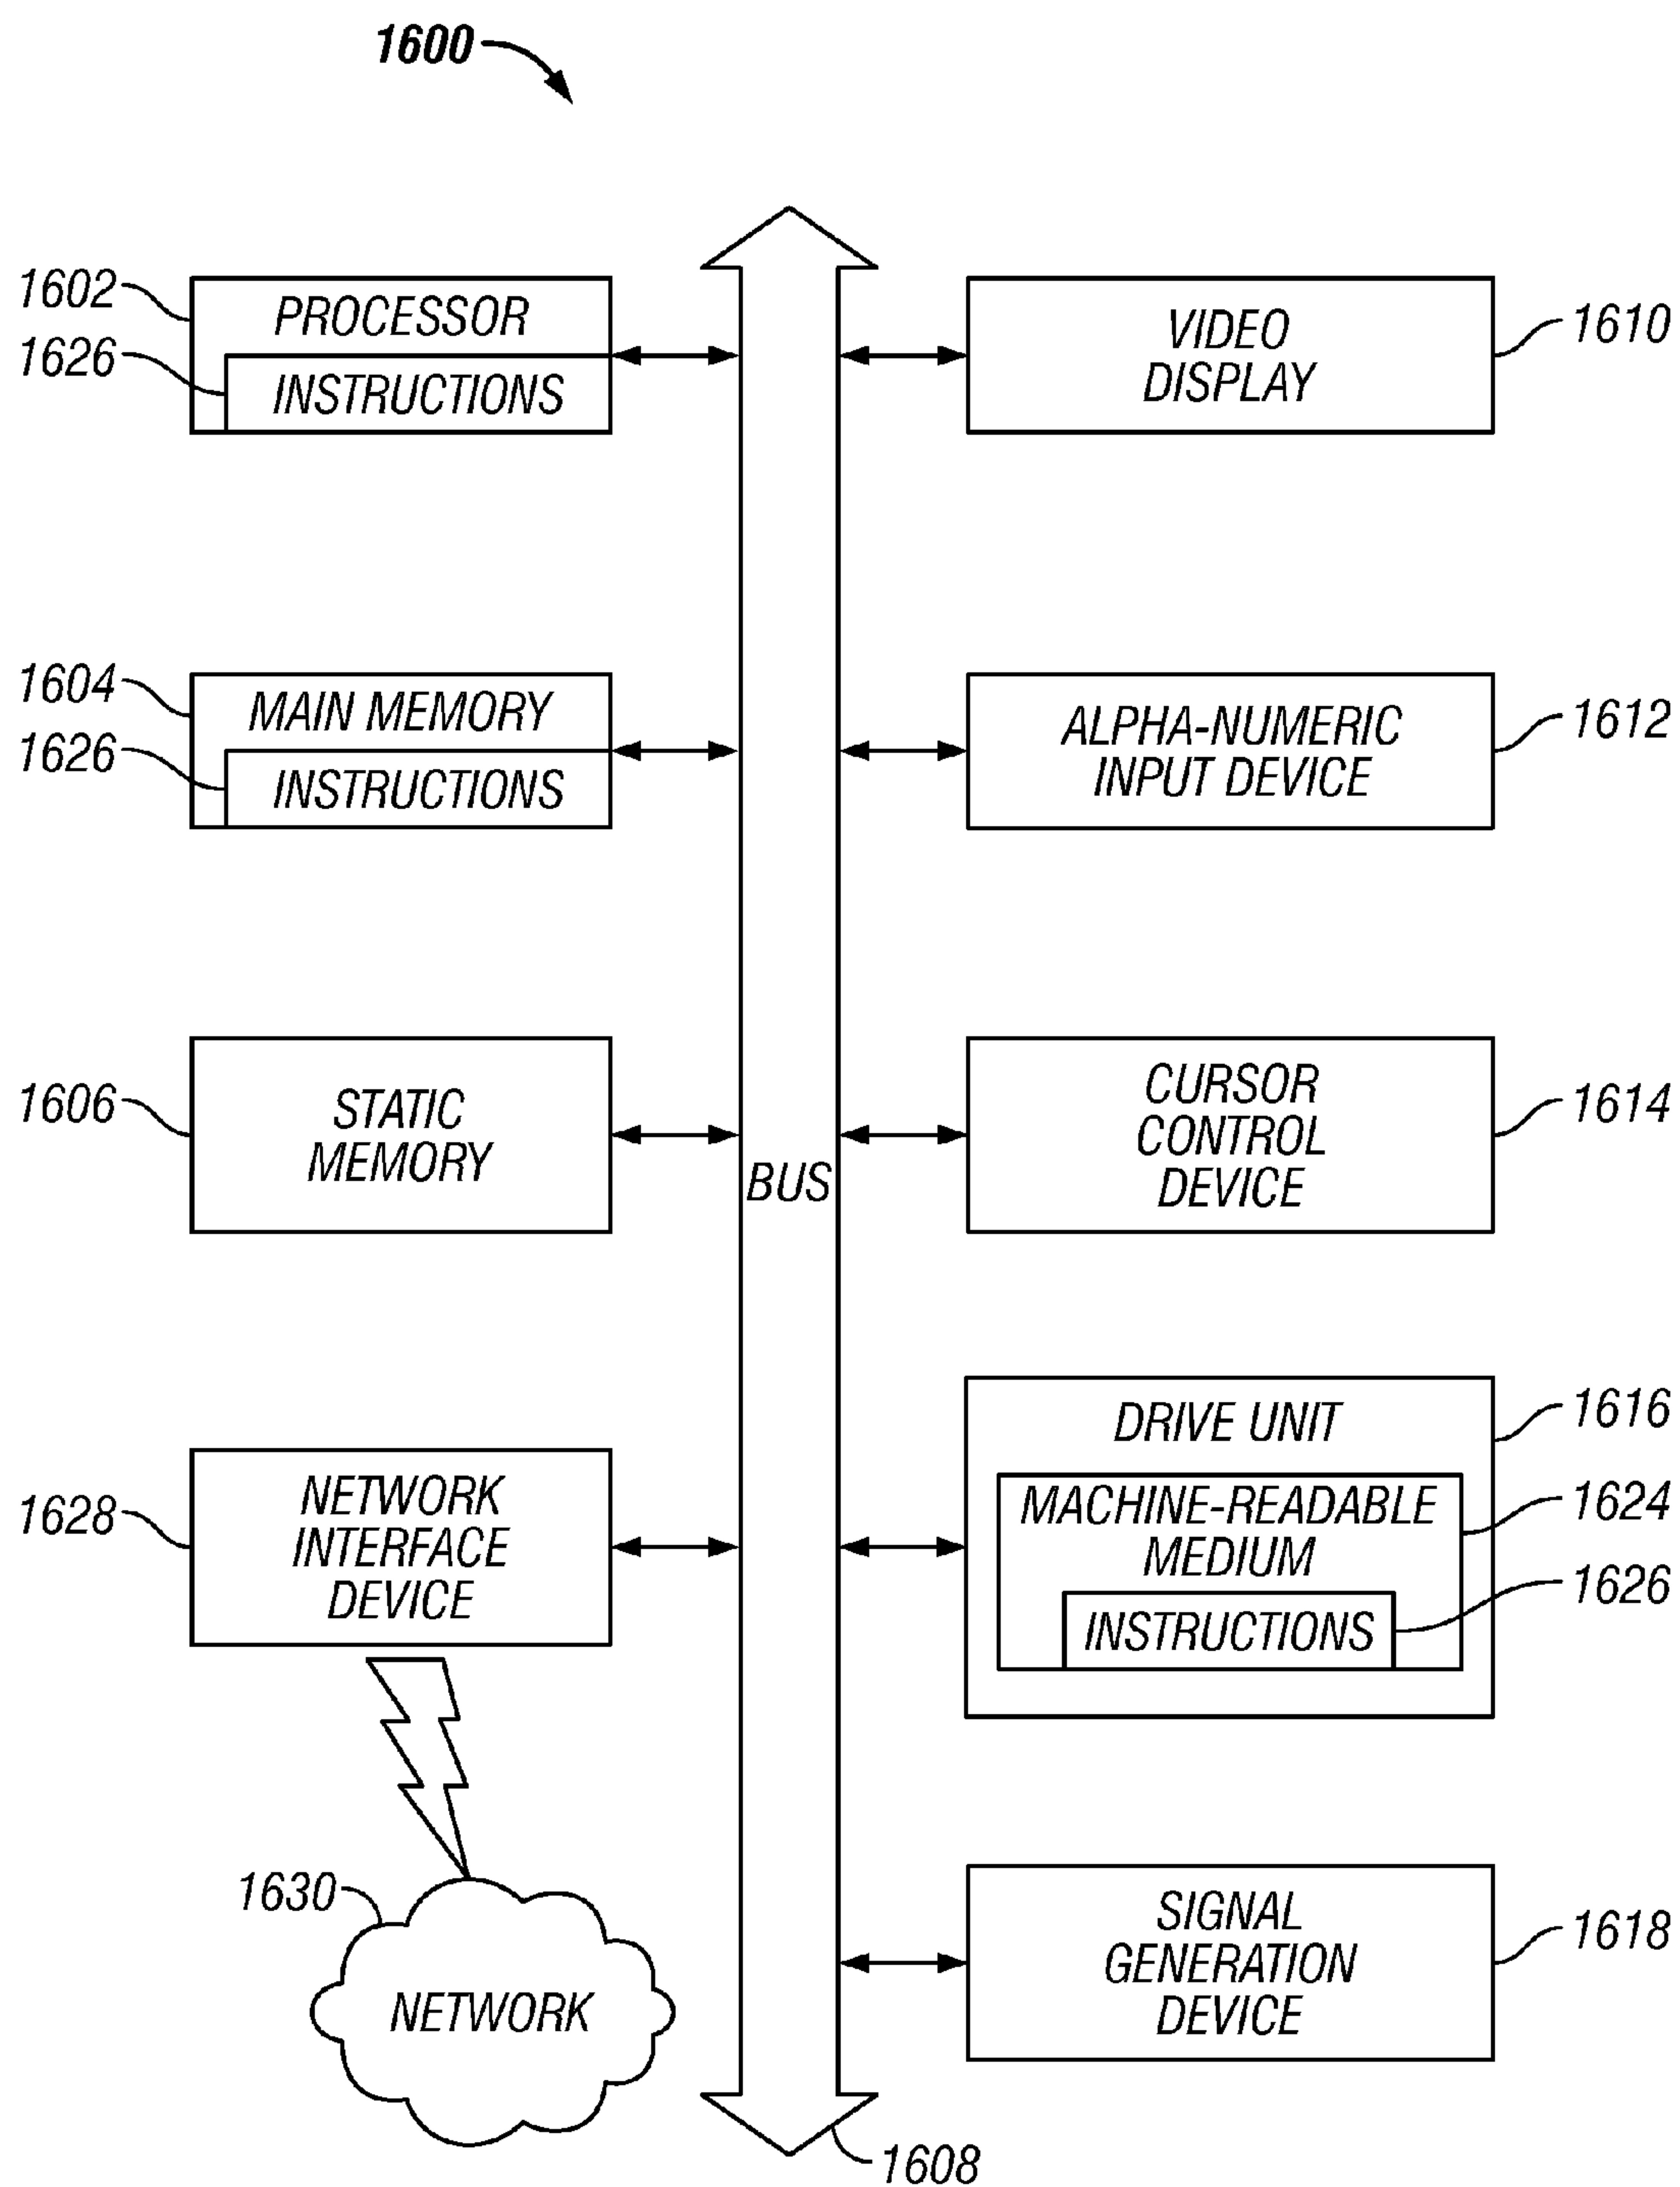 1600
1602
PROCESSOR
1626
INSTRUCTIONS
VIDEO
DISPLAY
1610
1604
MAIN MEMORY
1626
INSTRUCTIONS
ALPHA-NUMERIC
INPUT DEVICE
1612
1606
STATIC
MEMORY
BUS
CURSOR
CONTROL
DEVICE
1614
1628
NETWORK
INTERFACE
DEVICE
DRIVE UNIT
1616
MACHINE-READABLE
MEDIUM
1624
INSTRUCTIONS
1626
1630
NETWORK
SIGNAL
GENERATION
DEVICE
1618
1608